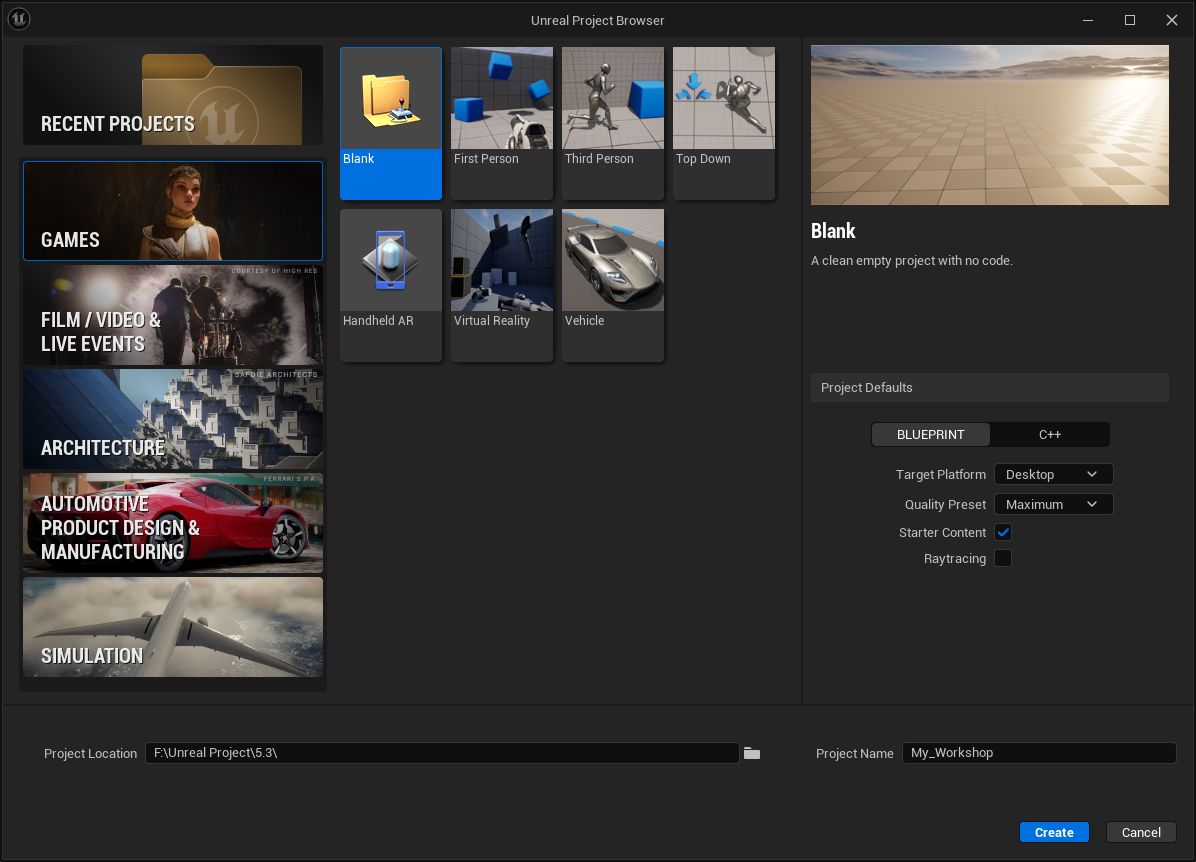 Unreal Project Browser
RECENT PROJECTS
GAMES
COURTESY OF HIGH RES
FILM / VIDEO &
LIVE EVENTS
SAFDIE ARCHITECTS
ARCHITECTURE
FERRARI S.P.A.
AUTOMOTIVE
PRODUCT DESIGN &
MANUFACTURING
SIMULATION
Blank
First Person
Third Person
Top Down
Handheld AR
Virtual Reality
Vehicle
Blank
A clean empty project with no code.
Project Defaults
BLUEPRINT
C++
Target Platform
Desktop
Quality Preset
Maximum
Starter Content
Raytracing
Project Location
F:\Unreal Project\5.3\
Project Name
My_Workshop
Create
Cancel